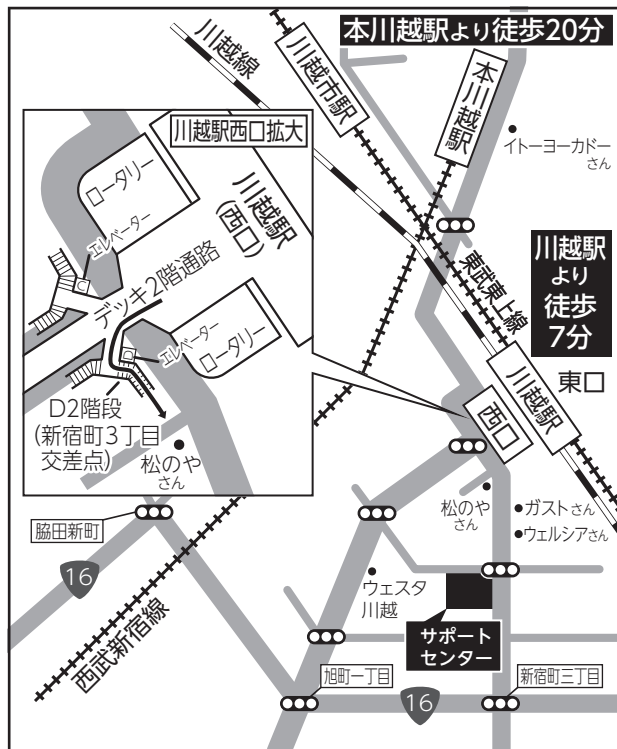 本川越駅より徒歩20分
川越線
川越市駅
本川越駅
イトーヨーカドー
さん
川越駅西口拡大
ロータリー
エレベーター
川越駅
(西口)
デッキ2階通路
エレベーター
ロータリー
D2階段
(新宿町3丁目
交差点)
松のや
さん
東武東上線
川越駅
より
徒歩
7分
川越駅
東口
西口
松のや
さん
ガストさん
ウェルシアさん
脇田新町
16
西武新宿線
ウェスタ
川越
サポート
センター
旭町一丁目
16
新宿町三丁目